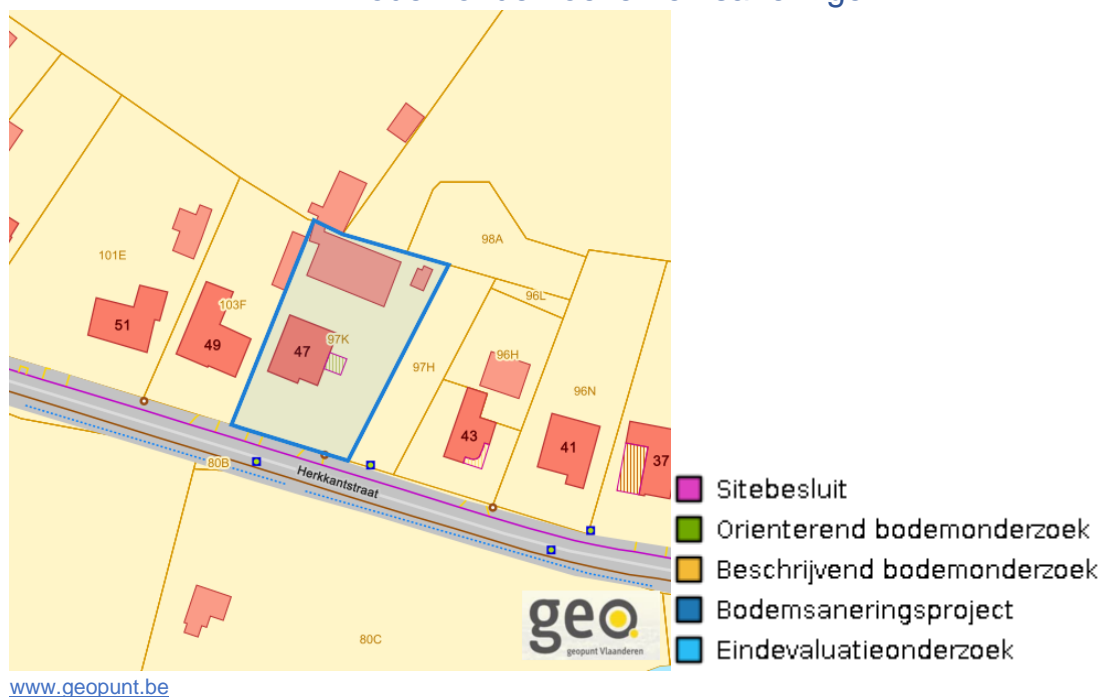 98A
101E
96L
103F
51
97K
49
47
96H
97H
96N
43
41
37
80B
Herkkantstraat
80C
geo.
geopunt Vlaanderen
Sitebesluit
Orienterend bodemonderzoek
Beschrijvend bodemonderzoek
Bodemsaneringsproject
Eindevaluatieonderzoek
www.geopunt.be